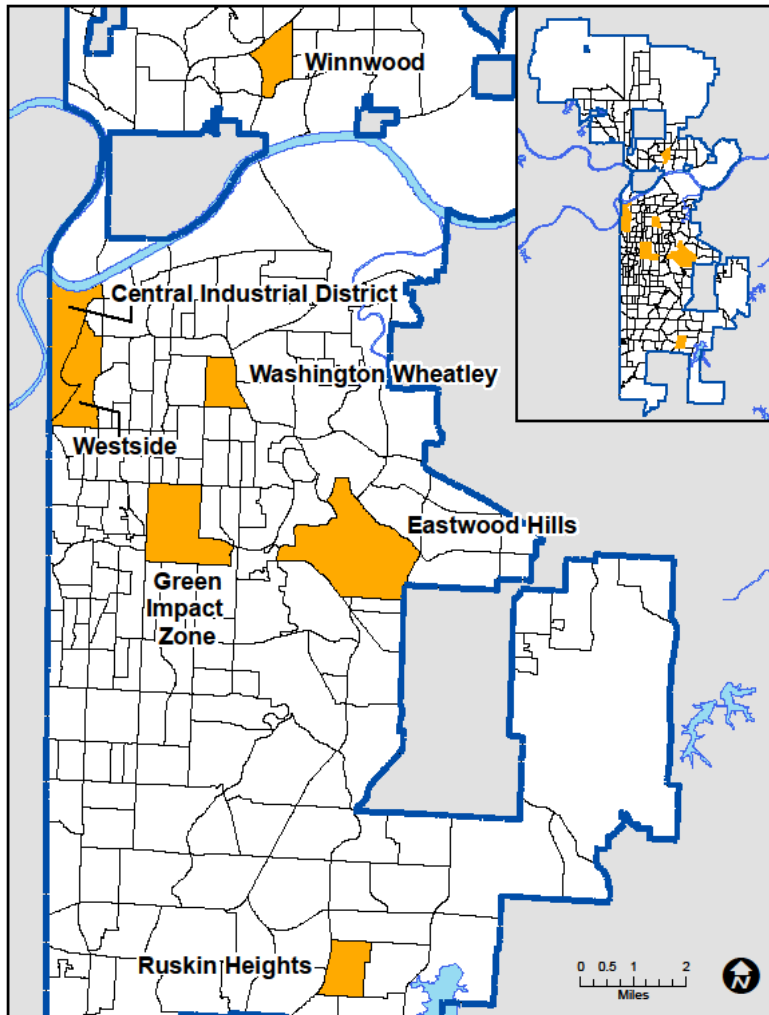 Winnwood
Central Industrial District
Washington Wheatley
Westside
Eastwood Hills
Green
Impact
Zone
Ruskin Heights
0 0.5 1 2
Miles
N